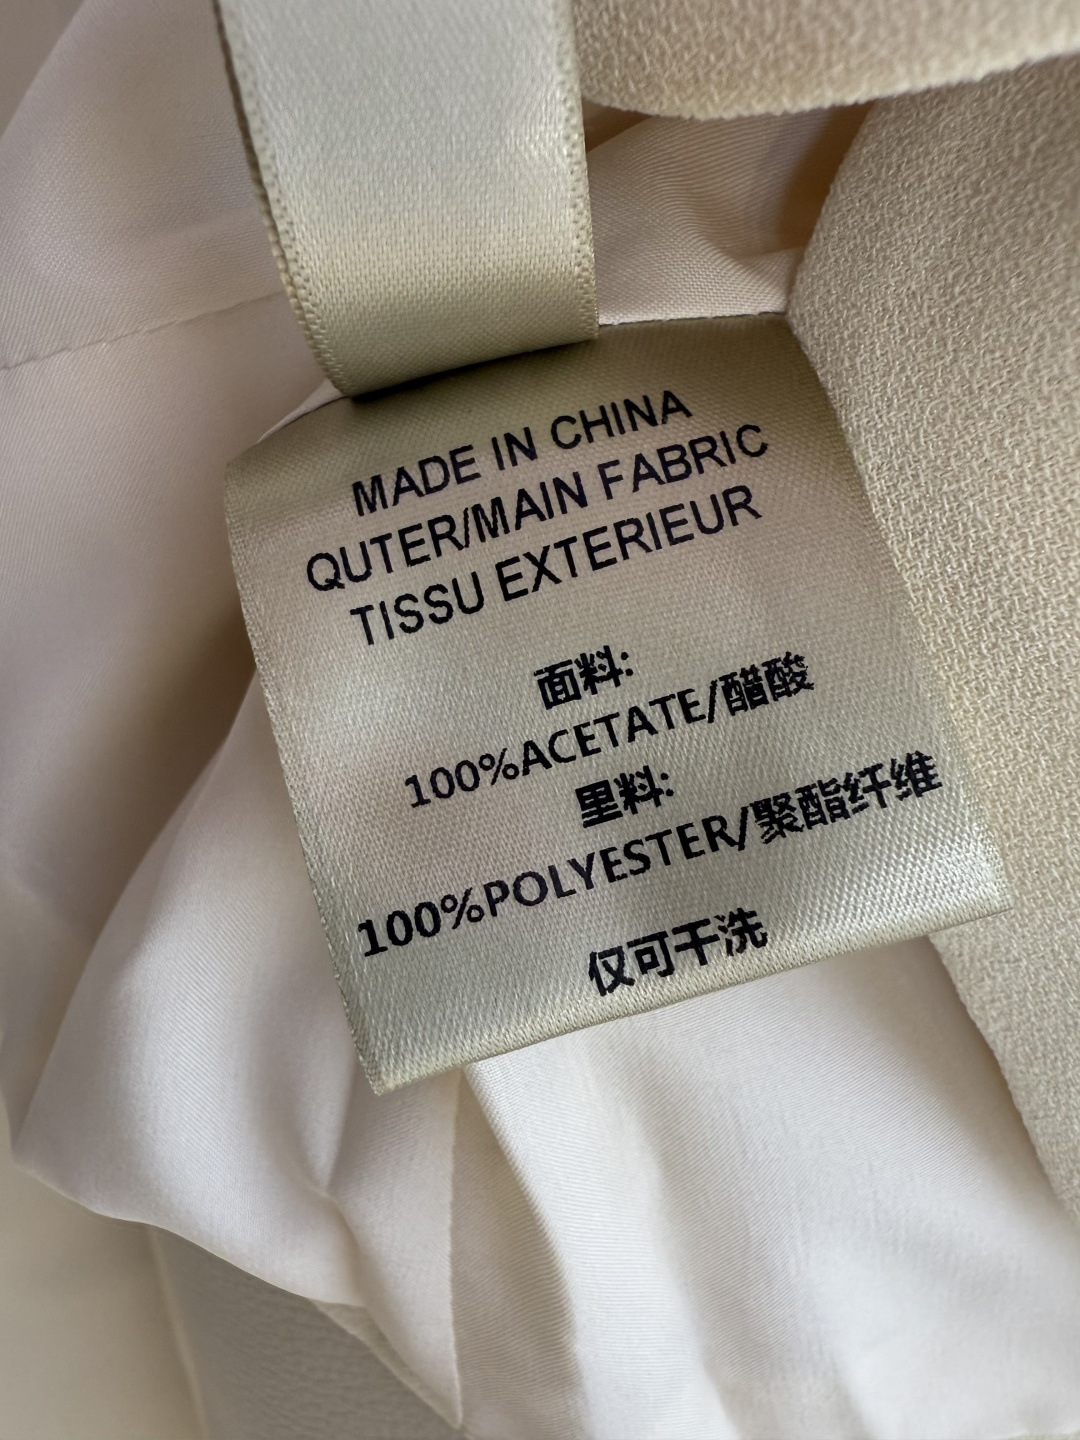 MADE IN CHINA
QUTER/MAIN FABRIC
TISSU EXTERIEUR
面料:
100%ACETATE/醋酸
里料:
100%POLYESTER/聚酯纤维
仅可干洗